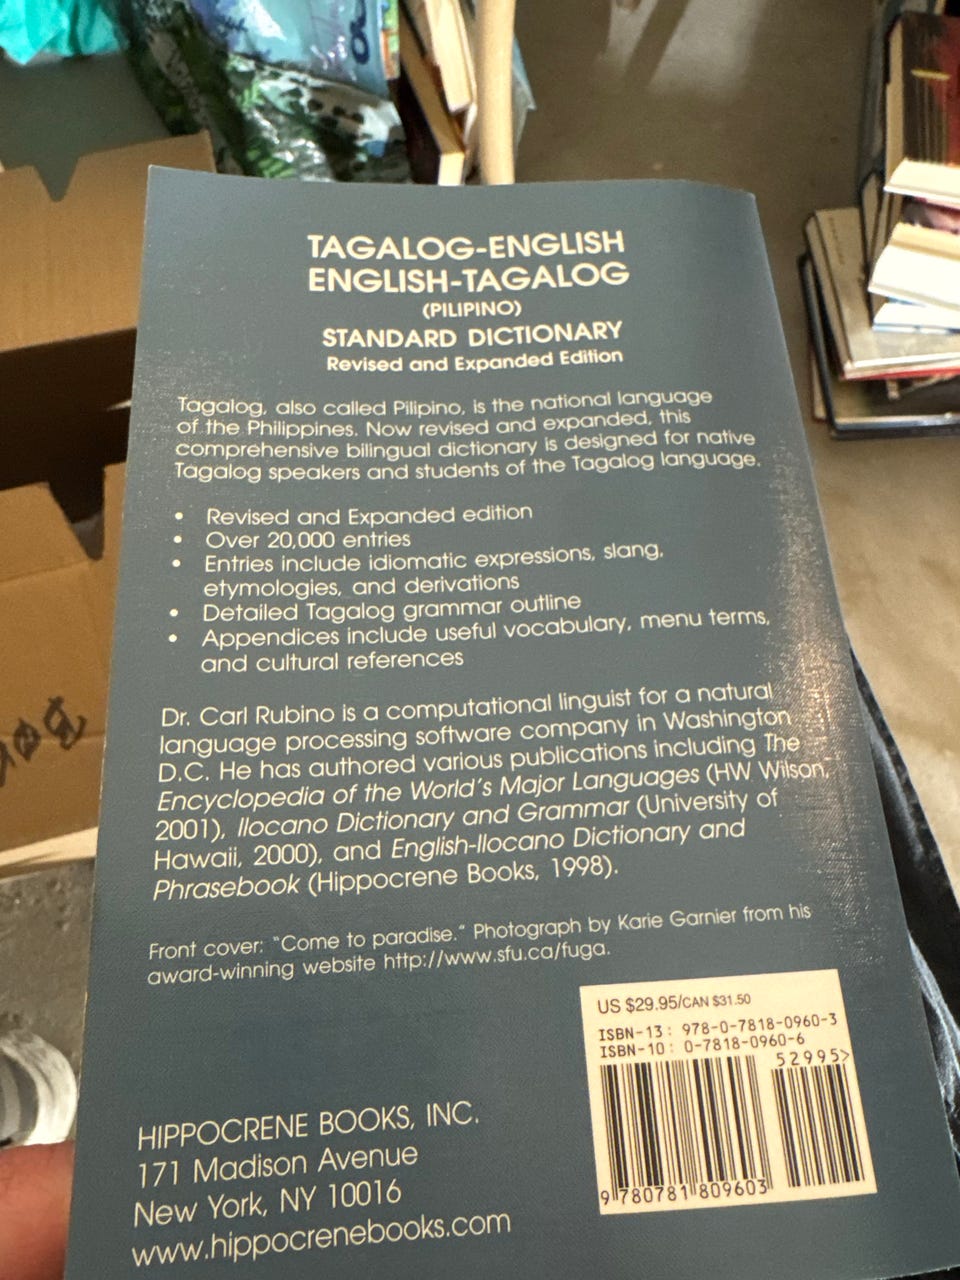 TAGALOG-ENGLISH
ENGLISH-TAGALOG
(PILIPINO)
STANDARD DICTIONARY
Revised and Expanded Edition
Tagalog, also called Pilipino, is the national language
of the Philippines. Now revised and expanded, this
comprehensive bilingual dictionary is designed for native
Tagalog speakers and students of the Tagalog language.
• Revised and Expanded edition
• Over 20,000 entries
• Entries include idiomatic expressions, slang,
etymologies, and derivations
• Detailed Tagalog grammar outline
• Appendices include useful vocabulary, menu terms,
and cultural references
Dr. Carl Rubino is a computational linguist for a natural
language processing software company in Washington
D.C. He has authored various publications including The
Encyclopedia of the World's Major Languages (HW Wilson,
2001), Ilocano Dictionary and Grammar (University of
Hawaii, 2000), and English-Ilocano Dictionary and
Phrasebook (Hippocrene Books, 1998).
Front cover: "Come to paradise." Photograph by Karie Garnier from his
award-winning website http://www.sfu.ca/fuga.
US $29.95/CAN $31.50
ISBN-13: 978-0-7818-0960-3
ISBN-10: 0-7818-0960-6
52995>
9 780781 809603
HIPPOCRENE BOOKS, INC.
171 Madison Avenue
New York, NY 10016
www.hippocrenebooks.com